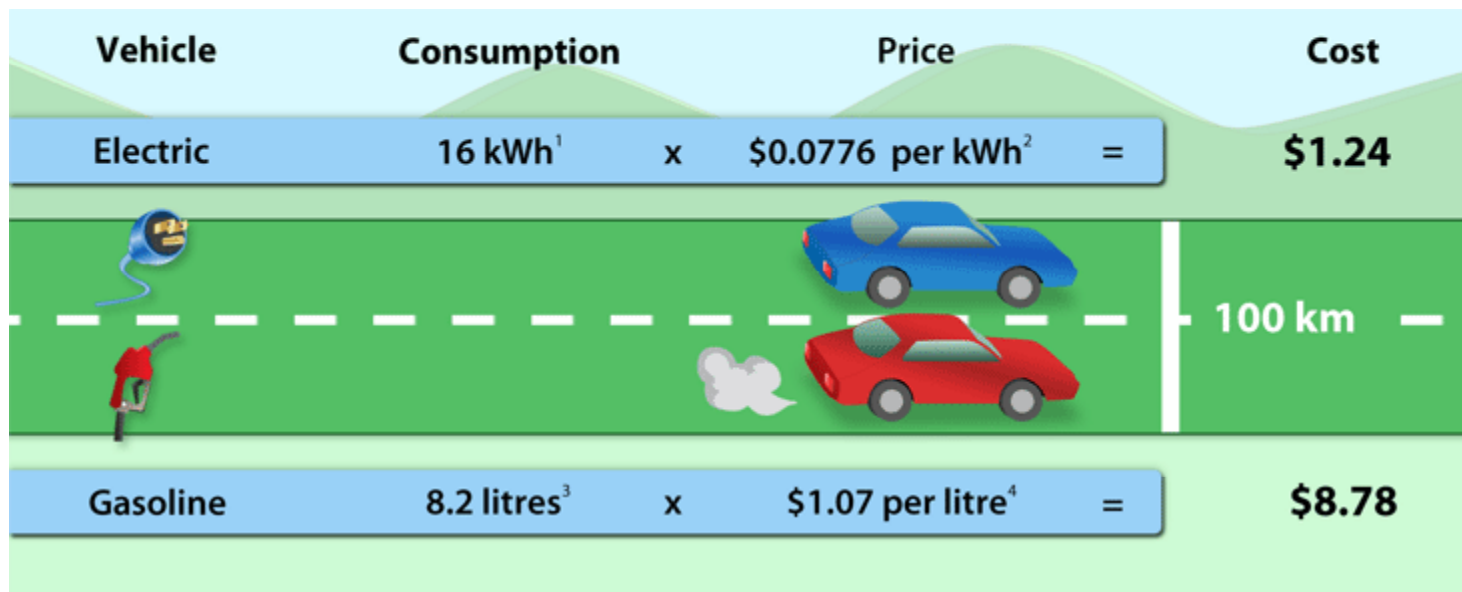 Vehicle Consumption Price Cost
Electric 16 kWh¹ x $0.0776 per kWh² = $1.24
100 km
Gasoline 8.2 litres³ x $1.07 per litre⁴ = $8.78